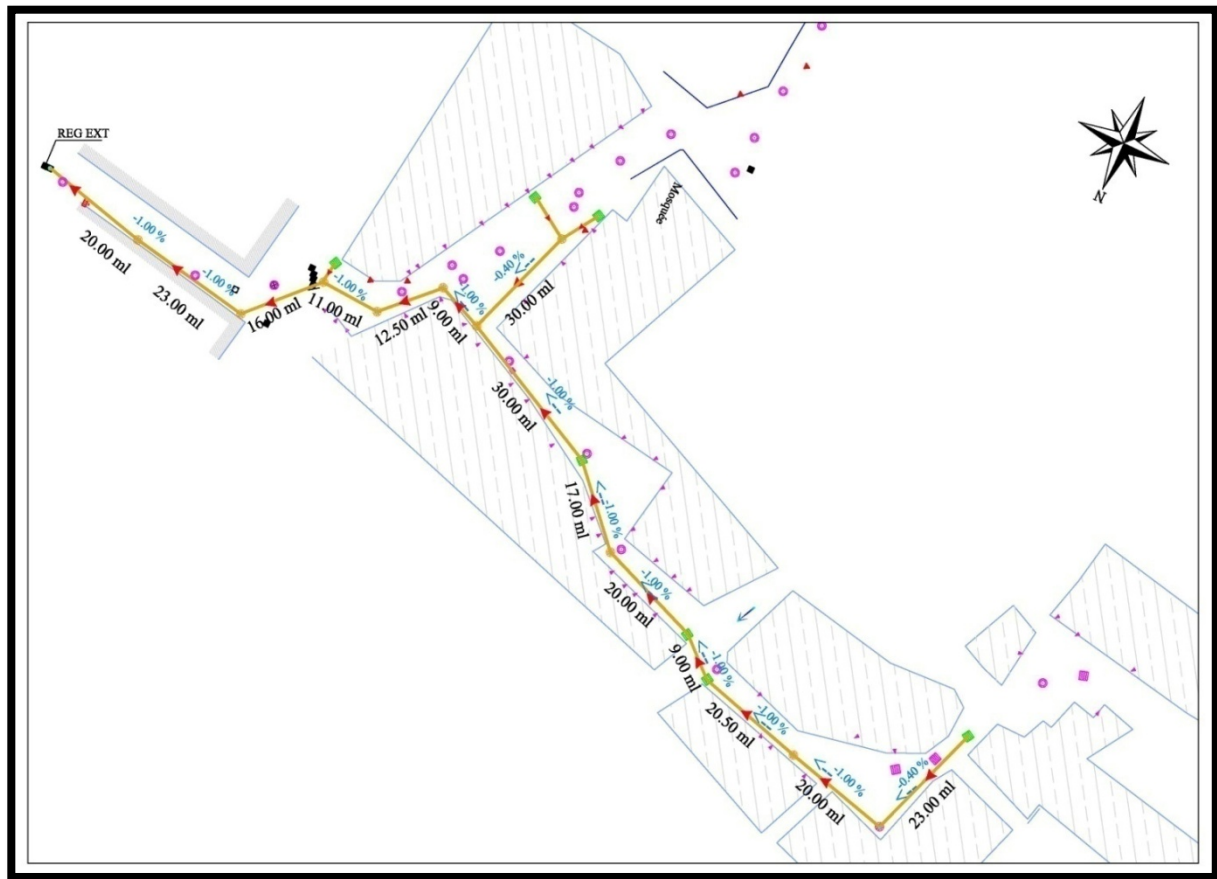 REG EXT
Mosquée
N
-1.00 %
20.00 ml
-1.00 %
23.00 ml
16.00 ml
-1.00 %
11.00 ml
12.50 ml
-1.00 %
9.00 ml
-0.40 %
30.00 ml
-1.00 %
30.00 ml
-1.00 %
17.00 ml
-1.00 %
20.00 ml
-1.00 %
9.00 ml
-1.00 %
20.50 ml
-1.00 %
20.00 ml
-0.40 %
23.00 ml